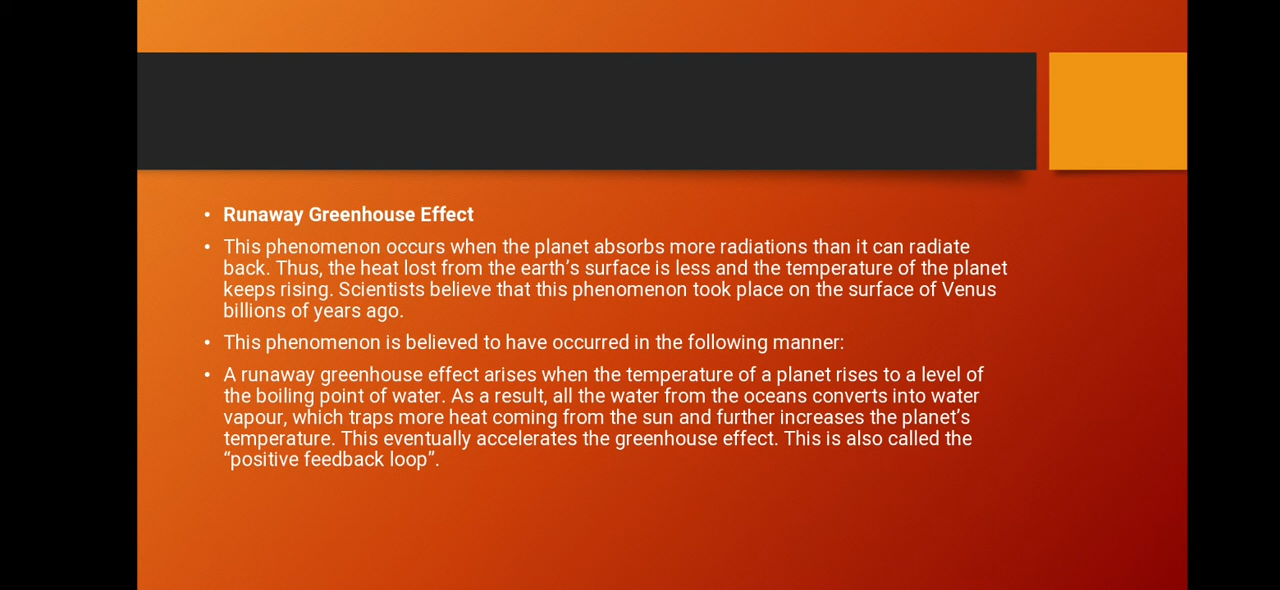 • Runaway Greenhouse Effect
• This phenomenon occurs when the planet absorbs more radiations than it can radiate
back. Thus, the heat lost from the earth’s surface is less and the temperature of the planet
keeps rising. Scientists believe that this phenomenon took place on the surface of Venus
billions of years ago.
• This phenomenon is believed to have occurred in the following manner:
• A runaway greenhouse effect arises when the temperature of a planet rises to a level of
the boiling point of water. As a result, all the water from the oceans converts into water
vapour, which traps more heat coming from the sun and further increases the planet’s
temperature. This eventually accelerates the greenhouse effect. This is also called the
“positive feedback loop”.